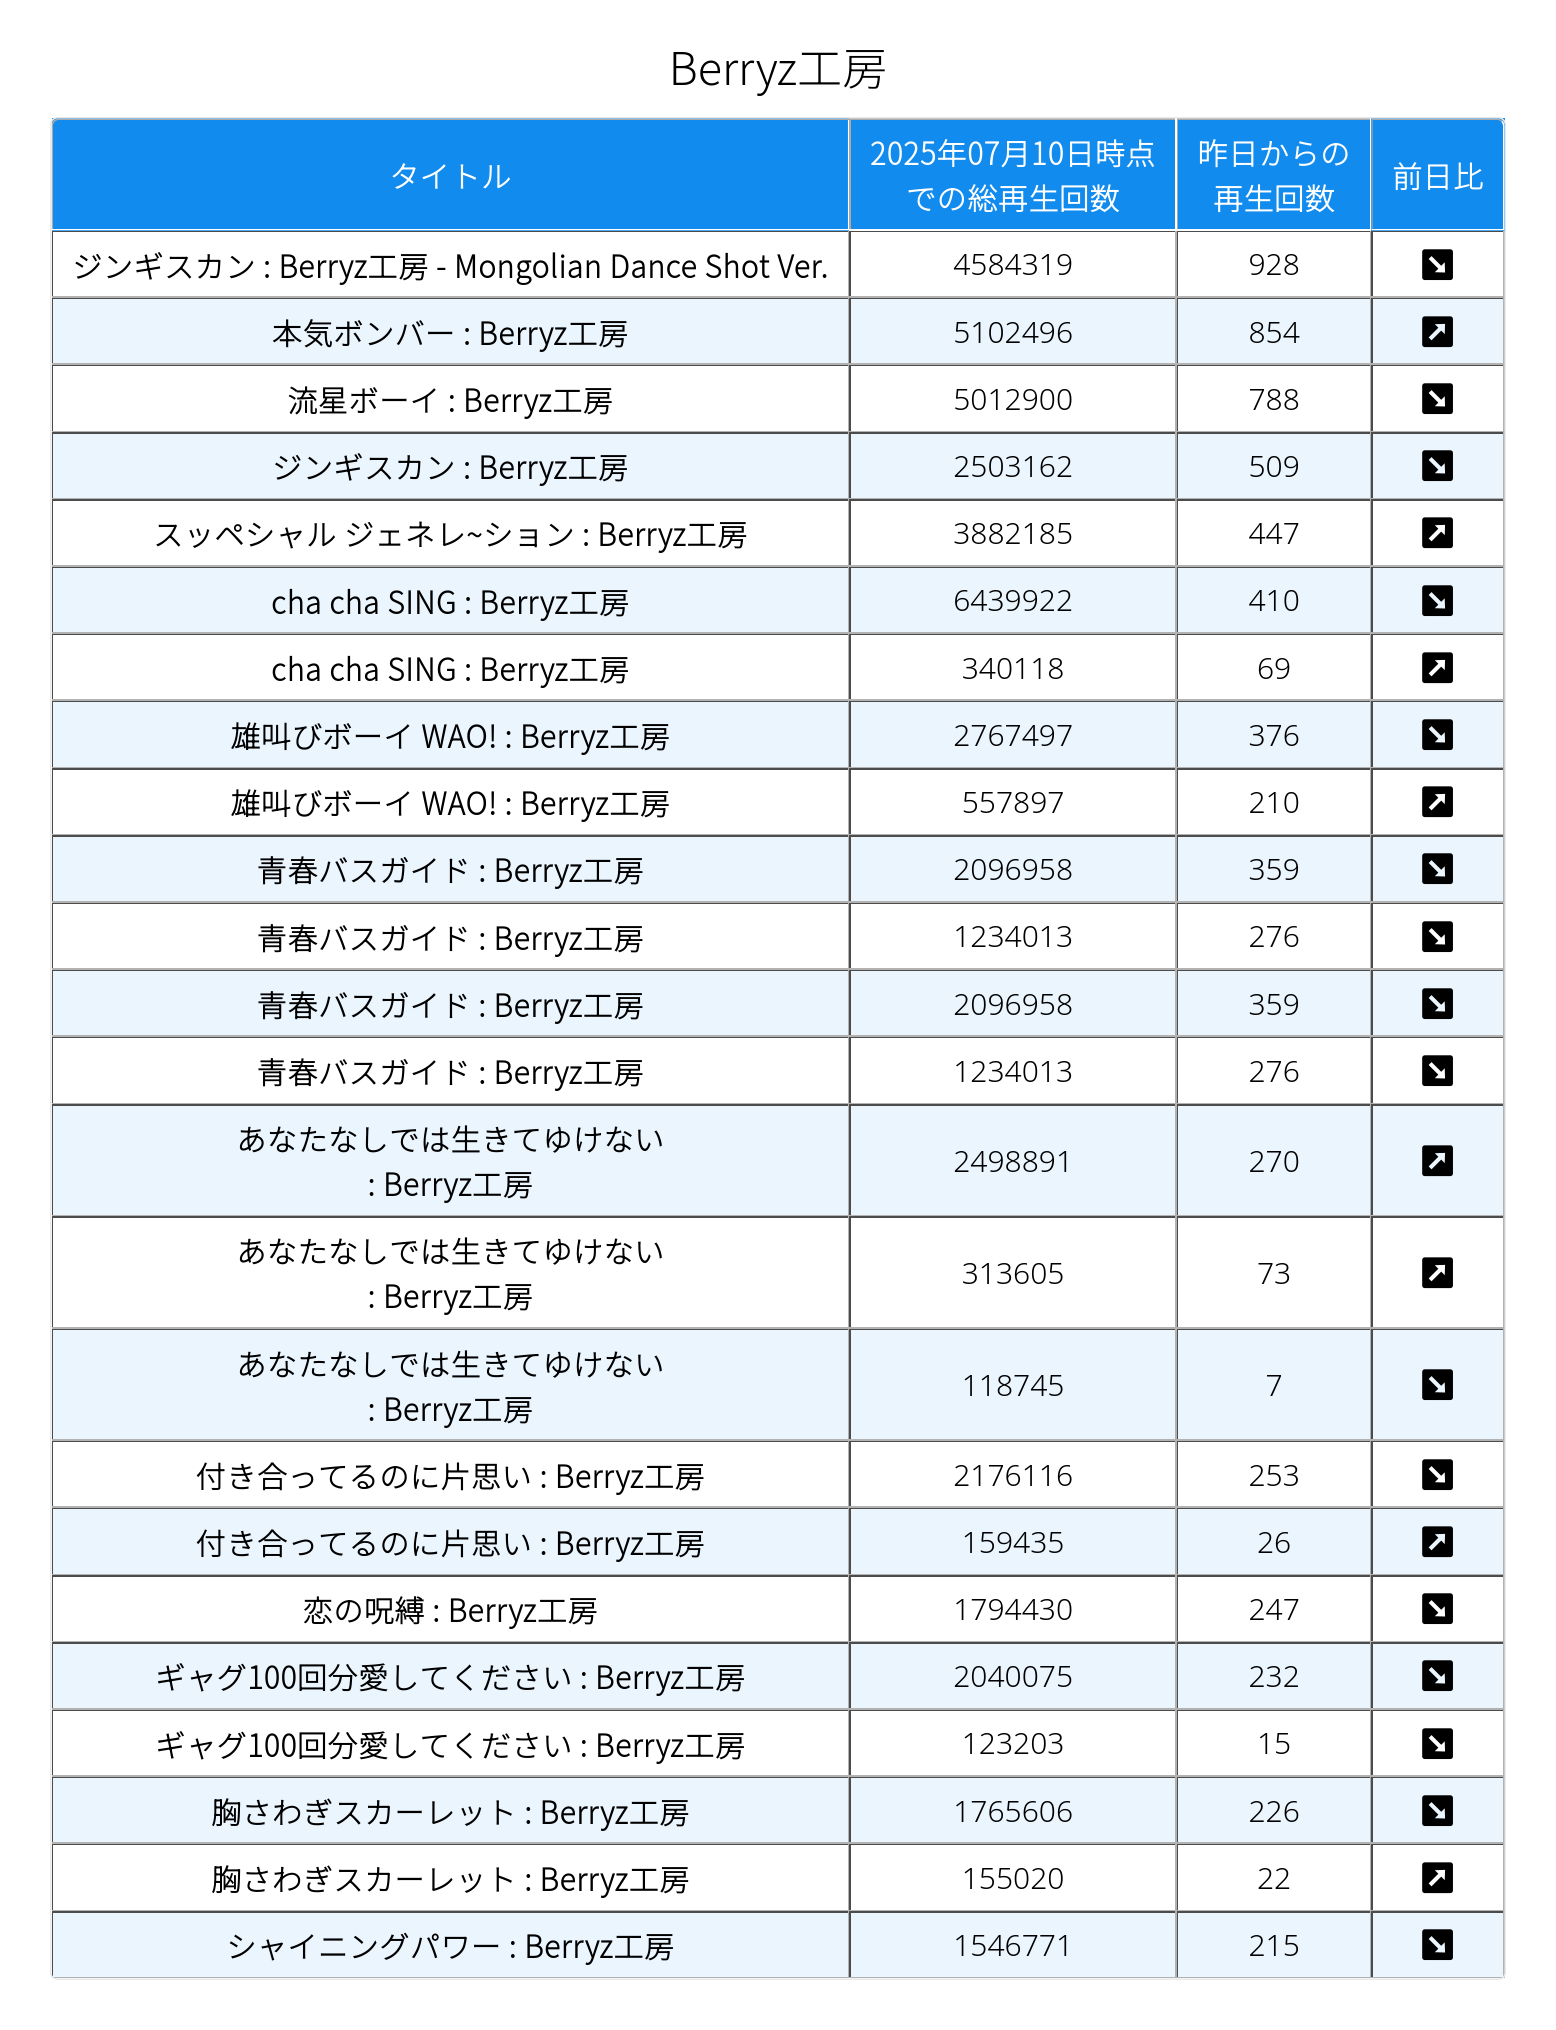 Berryz工房
タイトル
2025年07月10日時点
での総再生回数
昨日からの
再生回数
前日比
ジンギスカン : Berryz工房 - Mongolian Dance Shot Ver. 4584319 928
本気ボンバー : Berryz工房 5102496 854
流星ボーイ : Berryz工房 5012900 788
ジンギスカン : Berryz工房 2503162 509
スッペシャル ジェネレ~ション : Berryz工房 3882185 447
cha cha SING : Berryz工房 6439922 410
cha cha SING : Berryz工房 340118 69
雄叫びボーイ WAO! : Berryz工房 2767497 376
雄叫びボーイ WAO! : Berryz工房 557897 210
青春バスガイド : Berryz工房 2096958 359
青春バスガイド : Berryz工房 1234013 276
青春バスガイド : Berryz工房 2096958 359
青春バスガイド : Berryz工房 1234013 276
あなたなしでは生きてゆけない
: Berryz工房 2498891 270
あなたなしでは生きてゆけない
: Berryz工房 313605 73
あなたなしでは生きてゆけない
: Berryz工房 118745 7
付き合ってるのに片思い : Berryz工房 2176116 253
付き合ってるのに片思い : Berryz工房 159435 26
恋の呪縛 : Berryz工房 1794430 247
ギャグ100回分愛してください : Berryz工房 2040075 232
ギャグ100回分愛してください : Berryz工房 123203 15
胸さわぎスカーレット : Berryz工房 1765606 226
胸さわぎスカーレット : Berryz工房 155020 22
シャイニングパワー : Berryz工房 1546771 215